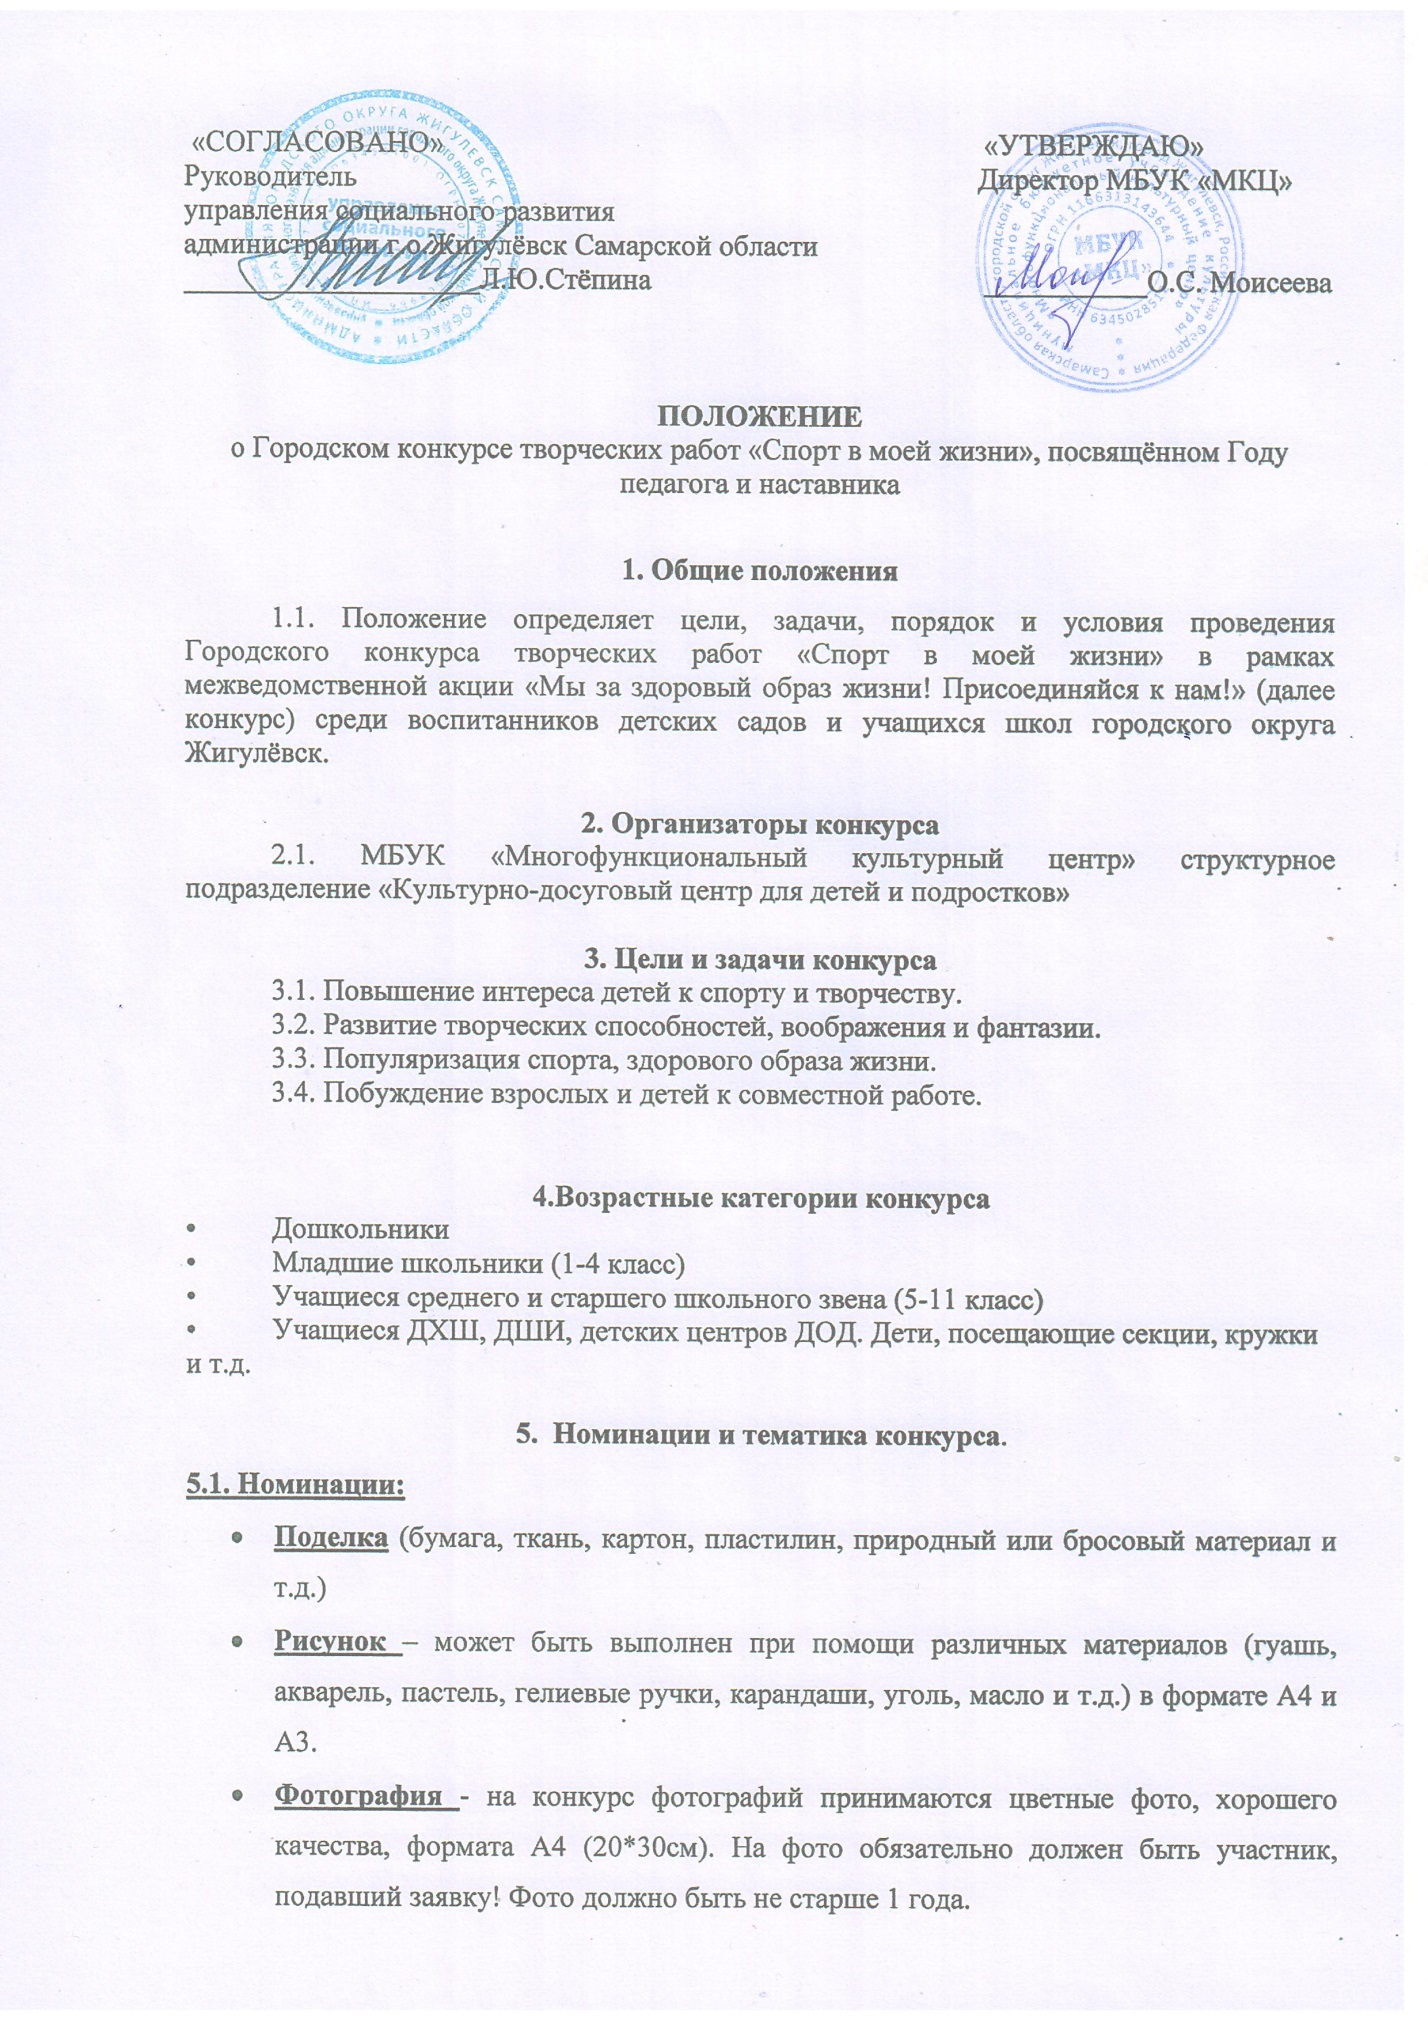 «СОГЛАСОВАНО»
Руководитель
управления социального развития
администрации г.о.Жигулёвск Самарской области
____________________Л.Ю.Стёпина
«УТВЕРЖДАЮ»
Директор МБУК «МКЦ»
___________О.С. Моисеева
управление
социального
МБУК
«МКЦ»
ПОЛОЖЕНИЕ
о Городском конкурсе творческих работ «Спорт в моей жизни», посвящённом Году
педагога и наставника
1. Общие положения
1.1. Положение определяет цели, задачи, порядок и условия проведения
Городского конкурса творческих работ «Спорт в моей жизни» в рамках
межведомственной акции «Мы за здоровый образ жизни! Присоединяйся к нам!» (далее
конкурс) среди воспитанников детских садов и учащихся школ городского округа
Жигулёвск.
2. Организаторы конкурса
2.1. МБУК «Многофункциональный культурный центр» структурное
подразделение «Культурно-досуговый центр для детей и подростков»
3. Цели и задачи конкурса
3.1. Повышение интереса детей к спорту и творчеству.
3.2. Развитие творческих способностей, воображения и фантазии.
3.3. Популяризация спорта, здорового образа жизни.
3.4. Побуждение взрослых и детей к совместной работе.
4.Возрастные категории конкурса
• Дошкольники
• Младшие школьники (1-4 класс)
• Учащиеся среднего и старшего школьного звена (5-11 класс)
• Учащиеся ДХШ, ДШИ, детских центров ДОД. Дети, посещающие секции, кружки
и т.д.
5. Номинации и тематика конкурса.
5.1. Номинации:
• Поделка (бумага, ткань, картон, пластилин, природный или бросовый материал и
т.д.)
• Рисунок – может быть выполнен при помощи различных материалов (гуашь,
акварель, пастель, гелиевые ручки, карандаши, уголь, масло и т.д.) в формате А4 и
А3.
• Фотография - на конкурс фотографий принимаются цветные фото, хорошего
качества, формата А4 (20*30см). На фото обязательно должен быть участник,
подавший заявку! Фото должно быть не старше 1 года.